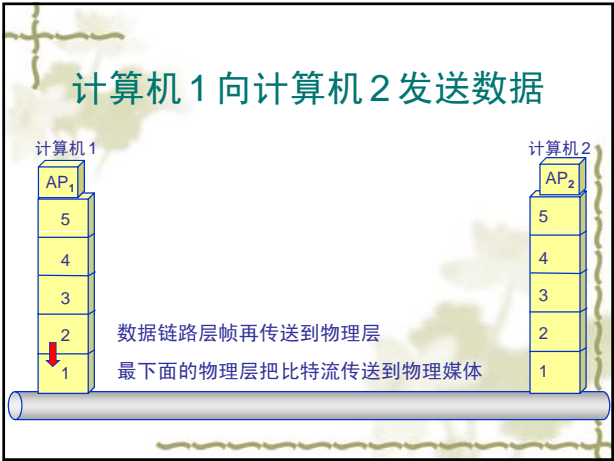 计算机1向计算机2发送数据
计算机1
计算机2
AP1
AP2
5
5
4
4
3
3
2
数据链路层帧再传送到物理层
2
1
最下面的物理层把比特流传送到物理媒体
1